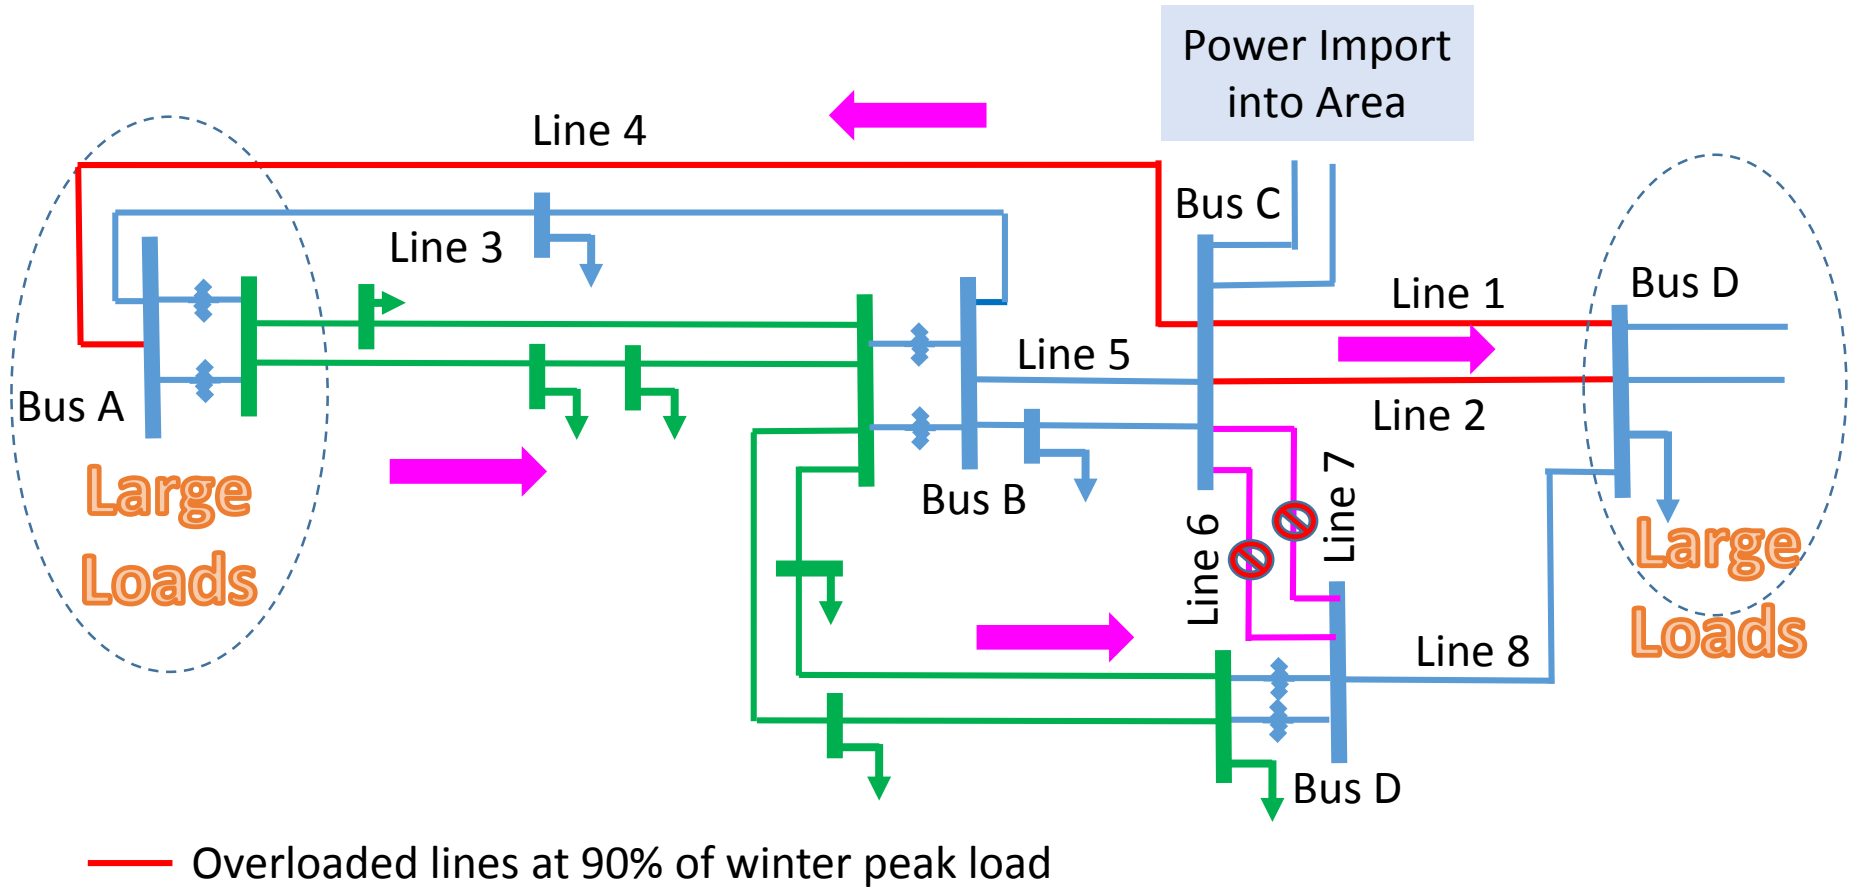 Power Import
into Area
Line 4
Bus C
Line 3
Line 1
Bus D
Line 5
Line 2
Bus A
Bus B
Large
Loads
Line 7
Line 6
Large
Loads
Line 8
Bus D
Overloaded lines at 90% of winter peak load